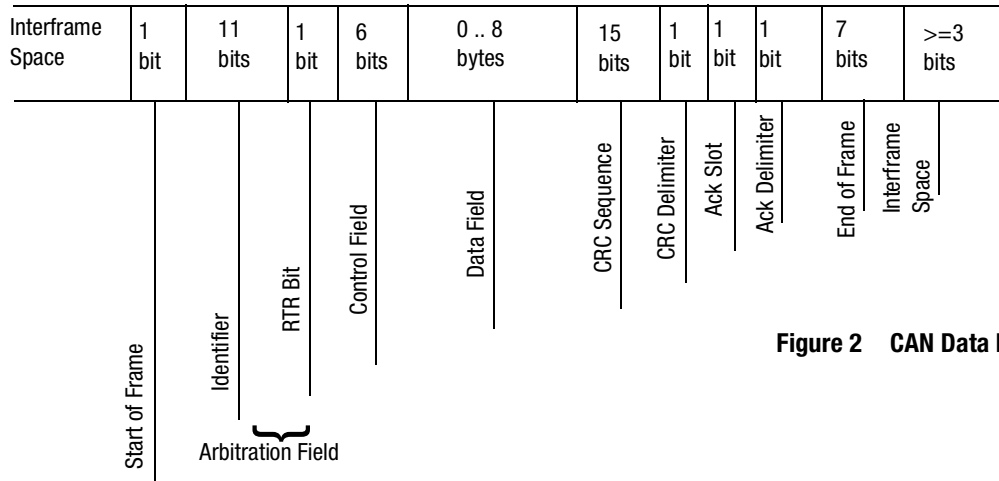 Interframe
Space
1
bit
11
bits
1
bit
6
bits
0 .. 8
bytes
15
bits
1
bit
1
bit
1
bit
7
bits
>=3
bits
Start of Frame
Identifier
RTR Bit
Control Field
Data Field
CRC Sequence
CRC Delimiter
Ack Slot
Ack Delimiter
End of Frame
Interframe
Space
Arbitration Field
Figure 2 CAN Data